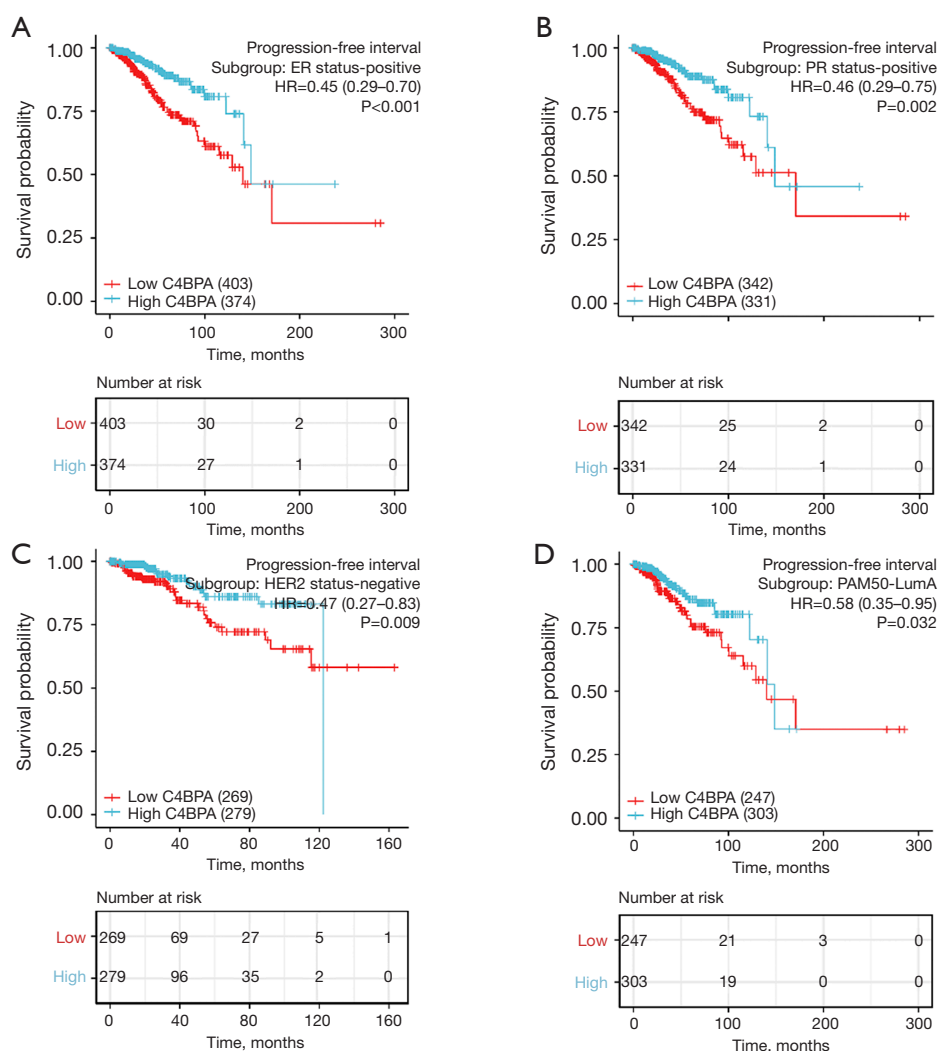 A
1.00
0.75
0.50
0.25
0.00
Survival probability
Progression-free interval
Subgroup: ER status-positive
HR=0.45 (0.29–0.70)
P<0.001
Low C4BPA (403)
High C4BPA (374)
0 100 200 300
Time, months
Number at risk
Low 403 30 2 0
High 374 27 1 0
0 100 200 300
Time, months
B
1.00
0.75
0.50
0.25
0.00
Survival probability
Progression-free interval
Subgroup: PR status-positive
HR=0.46 (0.29–0.75)
P=0.002
Low C4BPA (342)
High C4BPA (331)
0 100 200 300
Time, months
Number at risk
Low 342 25 2 0
High 331 24 1 0
0 100 200 300
Time, months
C
1.00
0.75
0.50
0.25
0.00
Survival probability
Progression-free interval
Subgroup: HER2 status-negative
HR=0.47 (0.27–0.83)
P=0.009
Low C4BPA (269)
High C4BPA (279)
0 40 80 120 160
Time, months
Number at risk
Low 269 69 27 5 1
High 279 96 35 2 0
0 40 80 120 160
Time, months
D
1.00
0.75
0.50
0.25
0.00
Survival probability
Progression-free interval
Subgroup: PAM50-LumA
HR=0.58 (0.35–0.95)
P=0.032
Low C4BPA (247)
High C4BPA (303)
0 100 200 300
Time, months
Number at risk
Low 247 21 3 0
High 303 19 0 0
0 100 200 300
Time, months